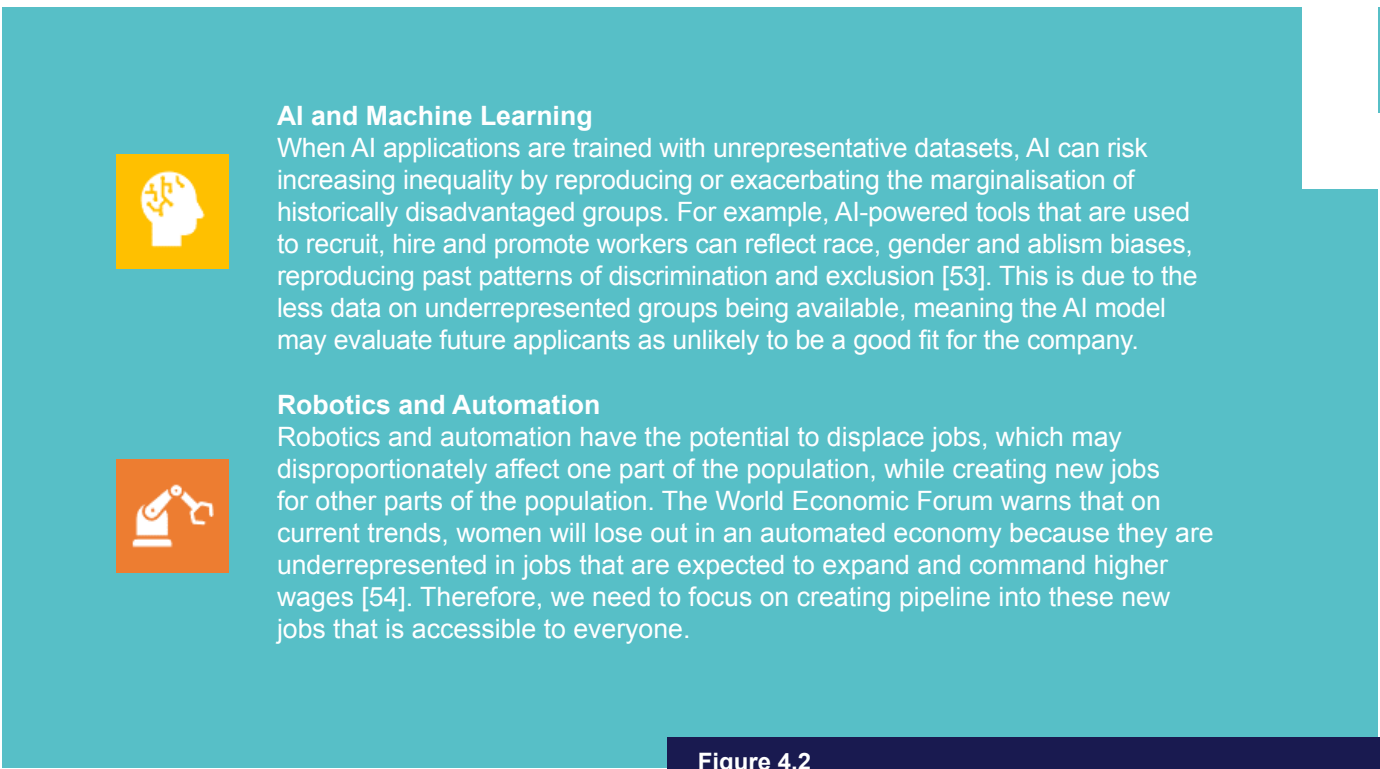 AI and Machine Learning
When AI applications are trained with unrepresentative datasets, AI can risk
increasing inequality by reproducing or exacerbating the marginalisation of
historically disadvantaged groups. For example, AI-powered tools that are used
to recruit, hire and promote workers can reflect race, gender and ablism biases,
reproducing past patterns of discrimination and exclusion [53]. This is due to the
less data on underrepresented groups being available, meaning the AI model
may evaluate future applicants as unlikely to be a good fit for the company.
Robotics and Automation
Robotics and automation have the potential to displace jobs, which may
disproportionately affect one part of the population, while creating new jobs
for other parts of the population. The World Economic Forum warns that on
current trends, women will lose out in an automated economy because they are
underrepresented in jobs that are expected to expand and command higher
wages [54]. Therefore, we need to focus on creating pipeline into these new
jobs that is accessible to everyone.
Figure 4.2